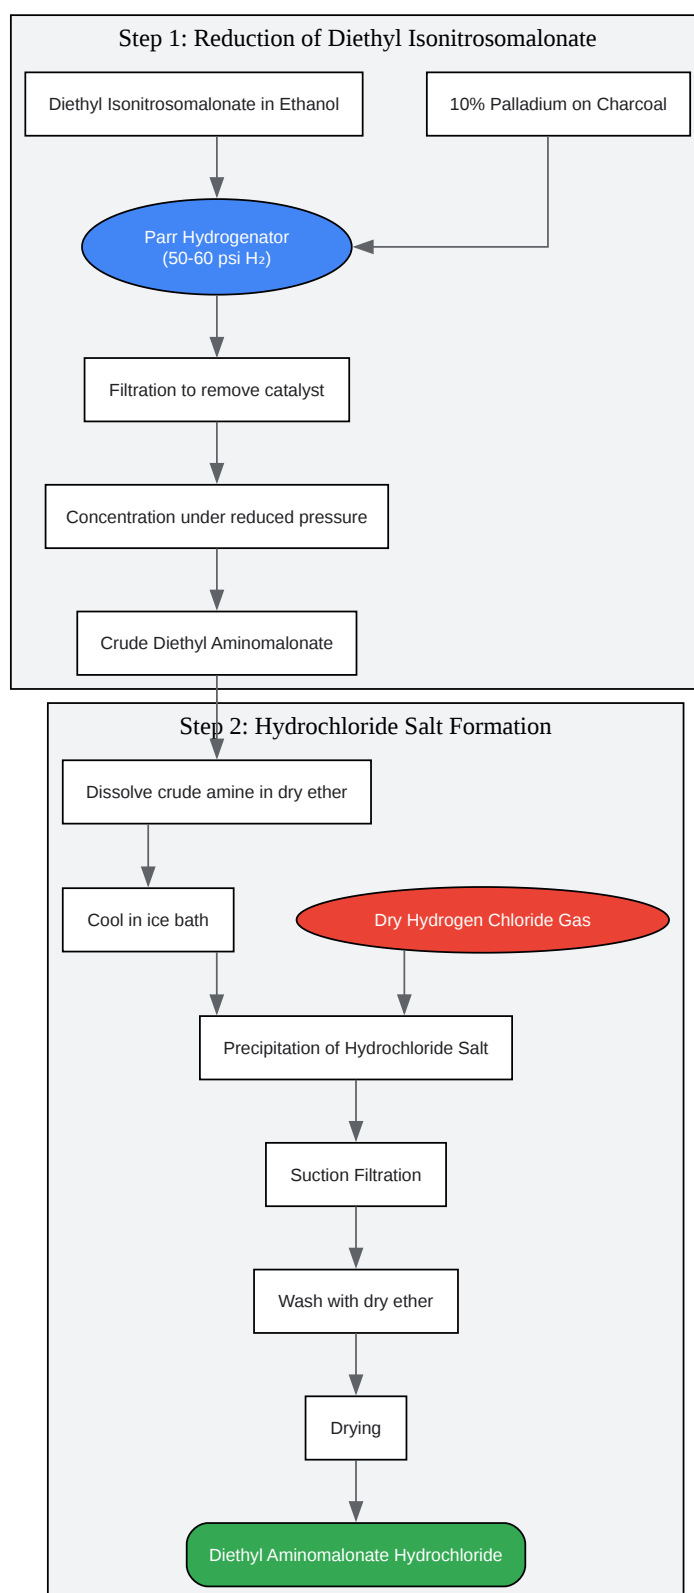 Step 1: Reduction of Diethyl Isonitrosomalonate
Diethyl Isonitrosomalonate in Ethanol
10% Palladium on Charcoal
Parr Hydrogenator
(50-60 psi H₂)
Filtration to remove catalyst
Concentration under reduced pressure
Crude Diethyl Aminomalonate
Step 2: Hydrochloride Salt Formation
Dissolve crude amine in dry ether
Cool in ice bath
Dry Hydrogen Chloride Gas
Precipitation of Hydrochloride Salt
Suction Filtration
Wash with dry ether
Drying
Diethyl Aminomalonate Hydrochloride